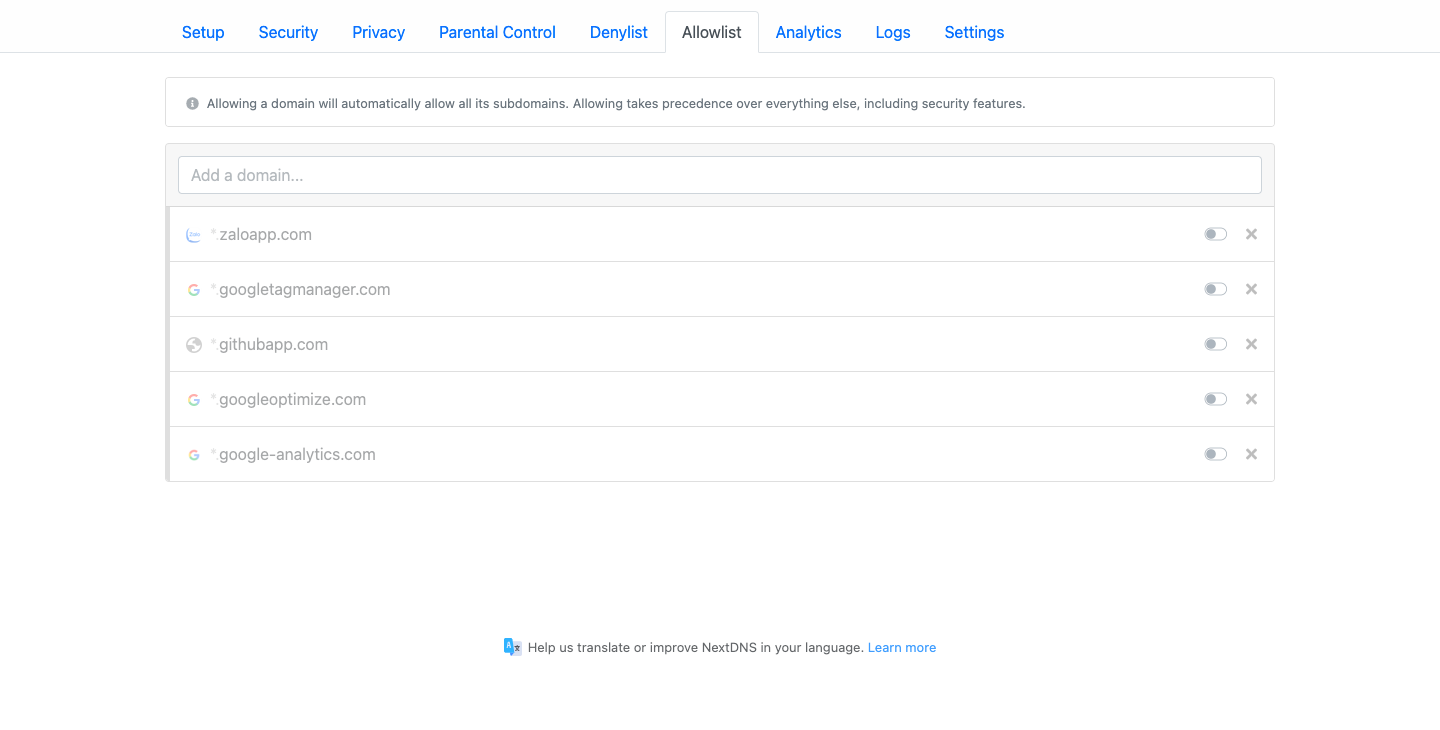 Setup Security Privacy Parental Control Denylist Allowlist Analytics Logs Settings
Allowing a domain will automatically allow all its subdomains. Allowing takes precedence over everything else, including security features.
Add a domain...
*.zaloapp.com
*.googletagmanager.com
*.githubapp.com
*.googleoptimize.com
*.google-analytics.com
Help us translate or improve NextDNS in your language. Learn more